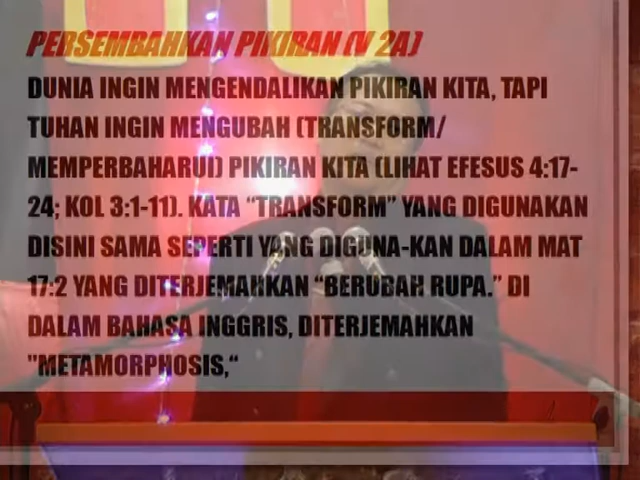 PERSEMBAHKAN PIKIRAN (V 2A)
DUNIA INGIN MENGENDALIKAN PIKIRAN KITA, TAPI
TUHAN INGIN MENGUBAH (TRANSFORM/
MEMPERBAHARUI) PIKIRAN KITA (LIHAT EFESUS 4:17-
24; KOL 3:1-11). KATA “TRANSFORM” YANG DIGUNAKAN
DISINI SAMA SEPERTI YANG DIGUNA-KAN DALAM MAT
17:2 YANG DITERJEMAHKAN “BERUBAH RUPA.” DI
DALAM BAHASA INGGRIS, DITERJEMAHKAN
"METAMORPHOSIS,“